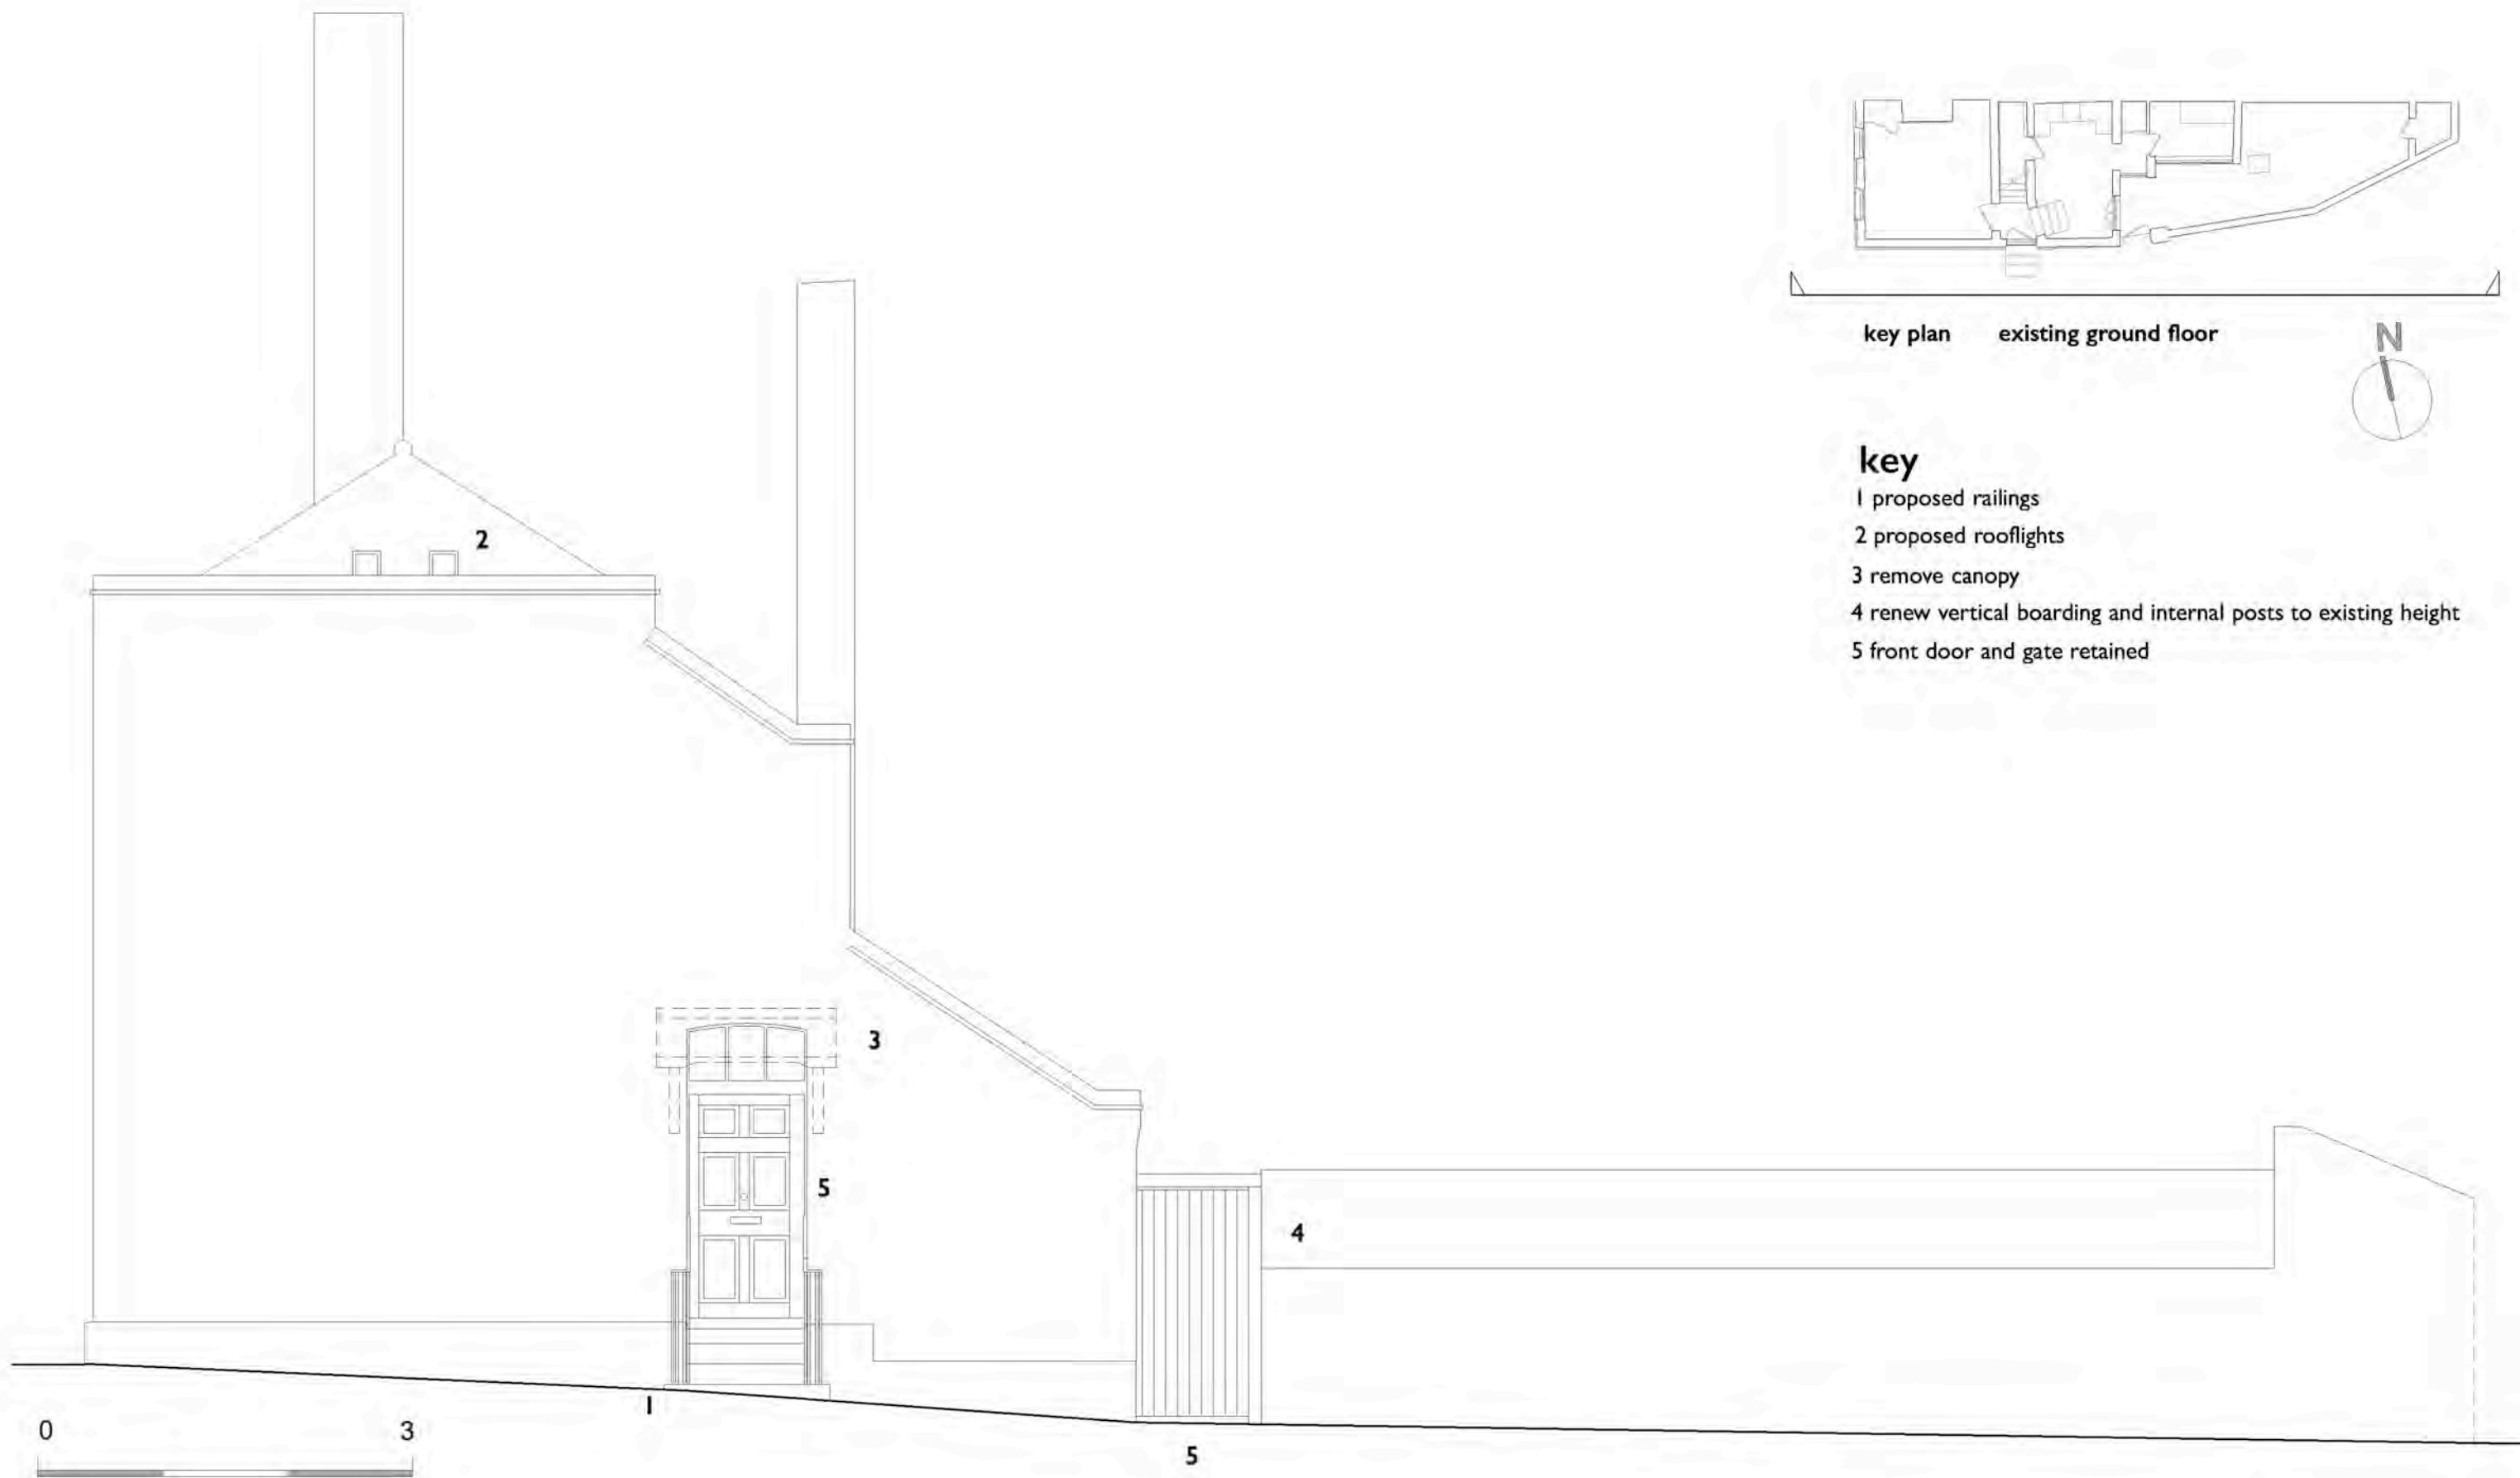 key plan existing ground floor
N
key
1 proposed railings
2 proposed rooflights
3 remove canopy
4 renew vertical boarding and internal posts to existing height
5 front door and gate retained
2
3
5
4
1
5
0 3